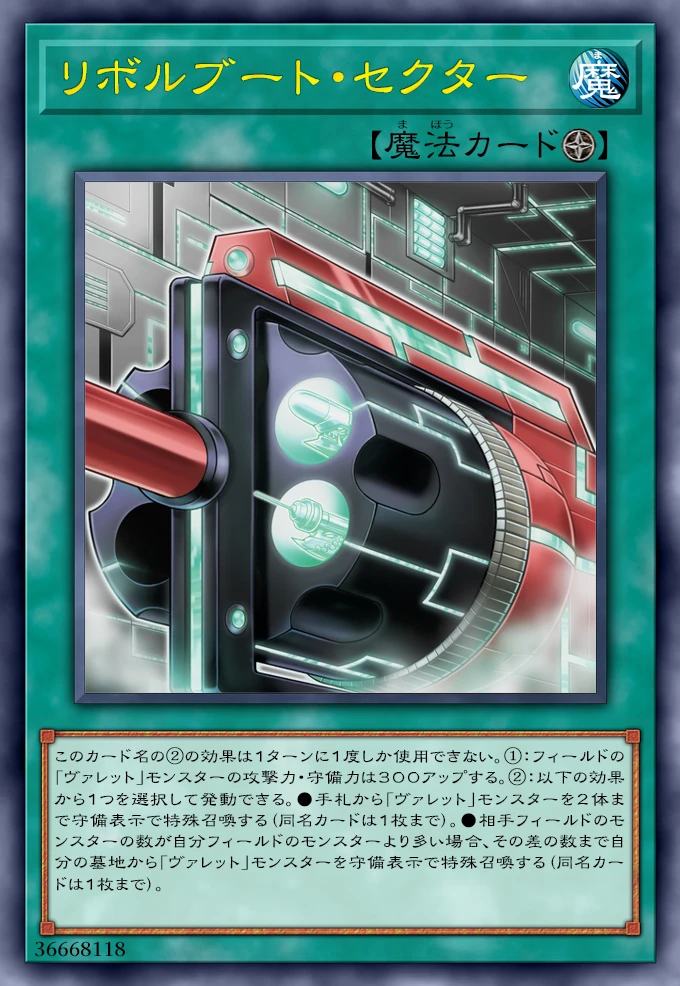 リボルブート・セクター
魔
【魔法カード】
このカード名の②の効果は1ターンに1度しか使用できない。①:フィールドの
「ヴァレット」モンスターの攻撃力・守備力は300アップする。②:以下の効果
から1つを選択して発動できる。●手札から「ヴァレット」モンスターを2体ま
で守備表示で特殊召喚する(同名カードは1枚まで)。●相手フィールドのモ
ンスターの数が自分フィールドのモンスターより多い場合、その差の数まで自
分の墓地から「ヴァレット」モンスターを守備表示で特殊召喚する(同名カー
ドは1枚まで)。
36668118